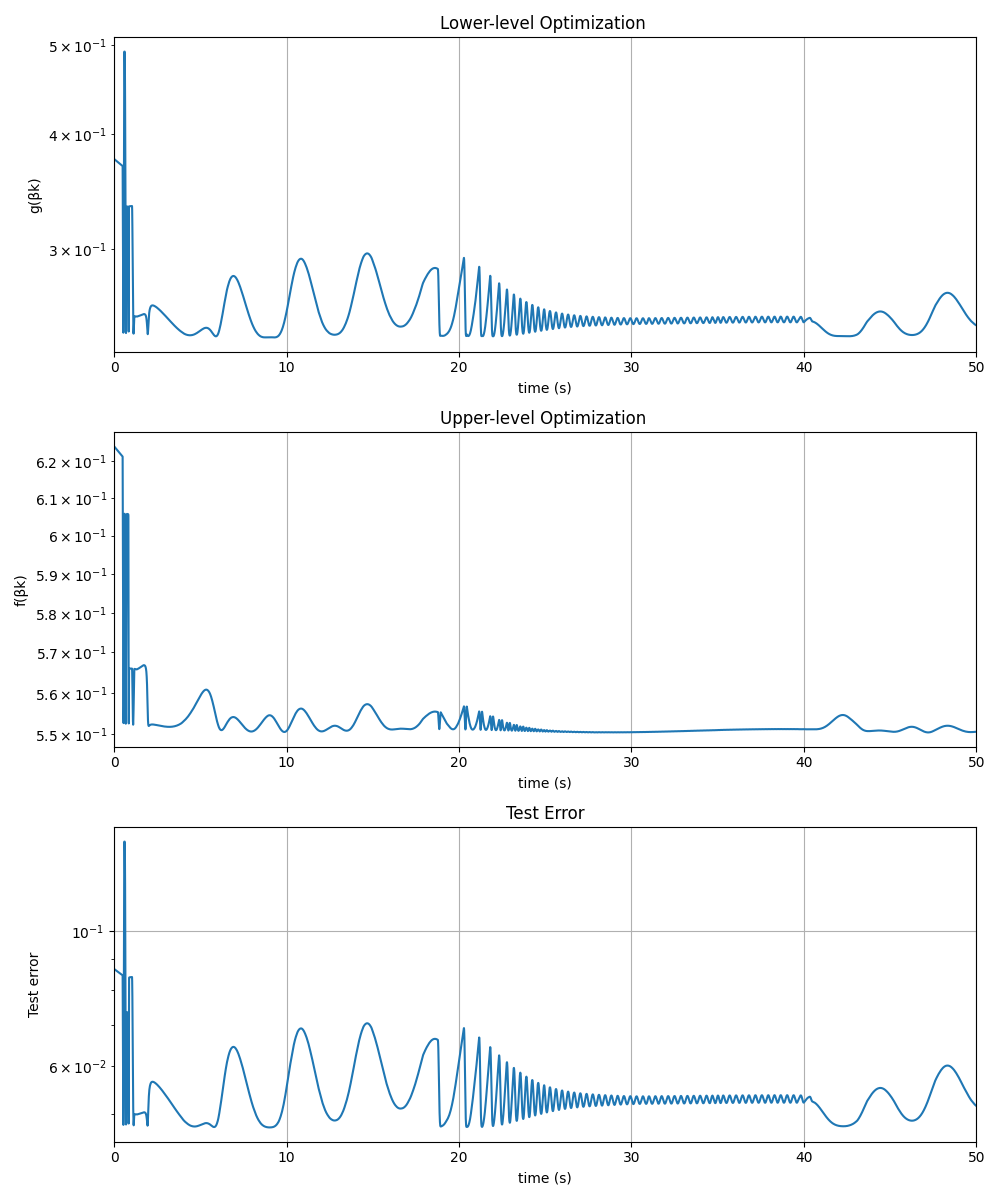 Lower-level Optimization
5 × 10⁻¹
4 × 10⁻¹
3 × 10⁻¹
g(βk)
0 10 20 30 40 50
time (s)
Upper-level Optimization
6.2 × 10⁻¹
6.1 × 10⁻¹
6 × 10⁻¹
5.9 × 10⁻¹
5.8 × 10⁻¹
5.7 × 10⁻¹
5.6 × 10⁻¹
5.5 × 10⁻¹
f(βk)
0 10 20 30 40 50
time (s)
Test Error
10⁻¹
6 × 10⁻²
Test error
0 10 20 30 40 50
time (s)